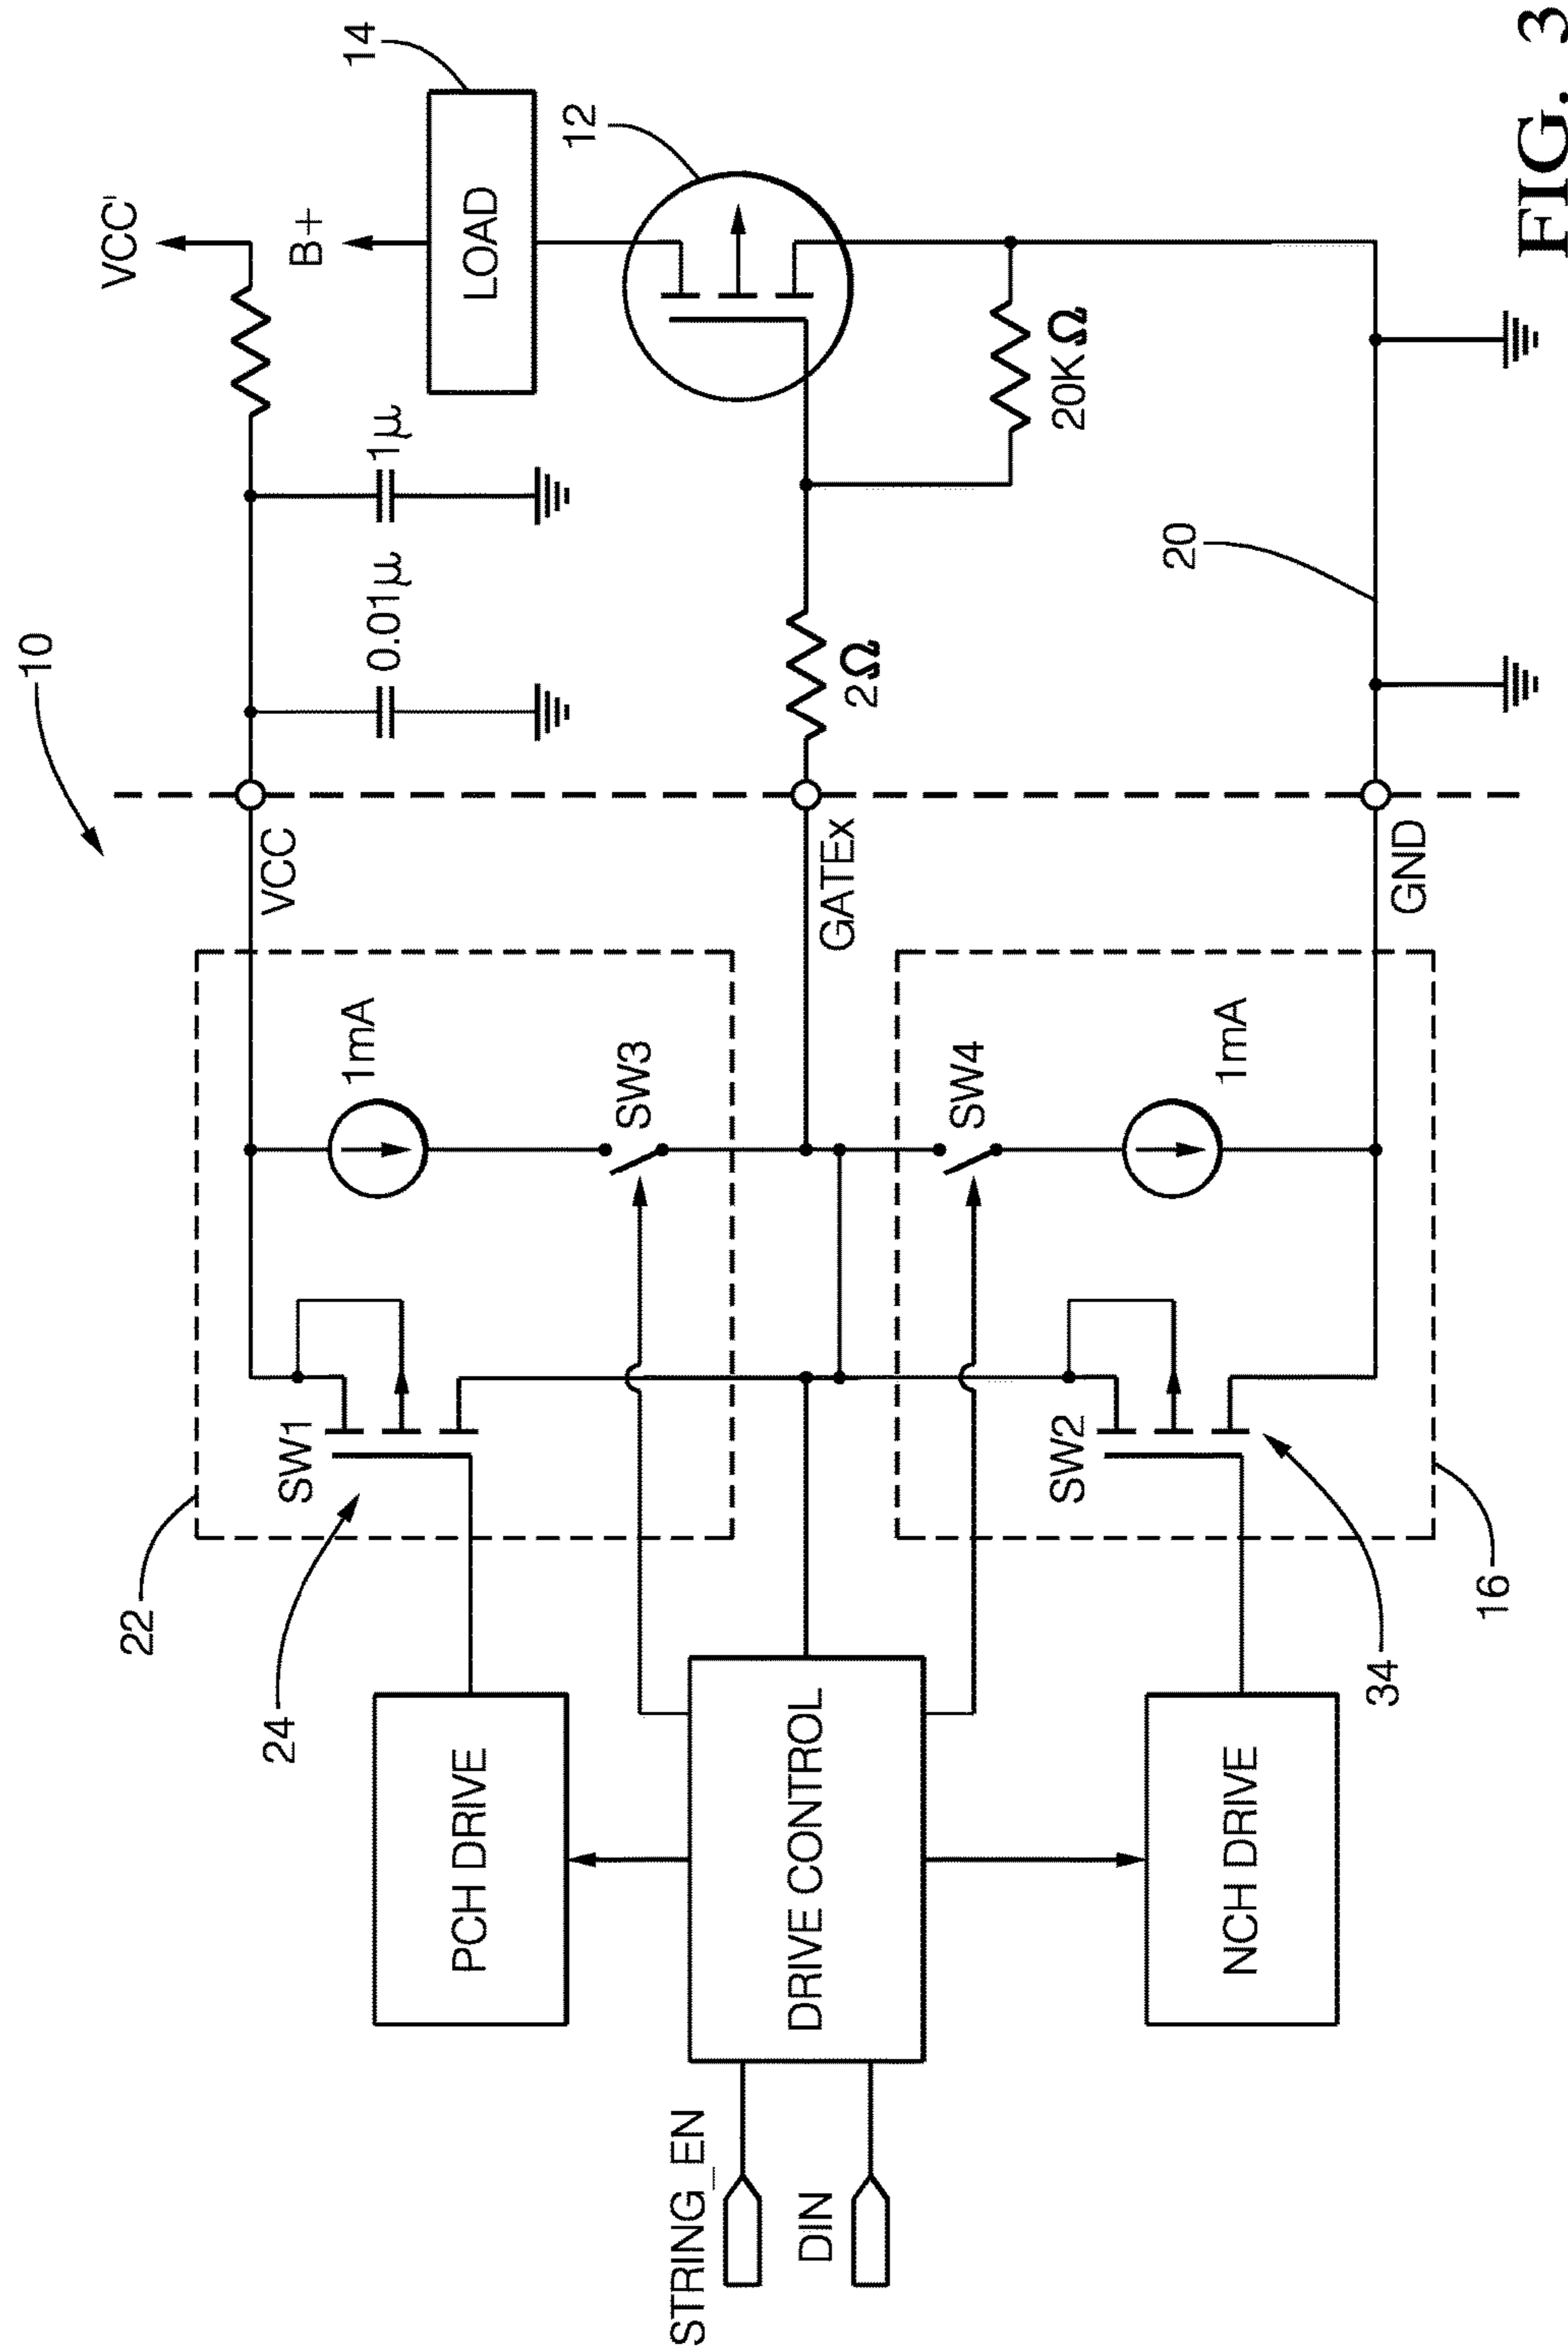 10
VCC'
B+
14
LOAD
12
1µ
0.01µ
2Ω
20KΩ
20
VCC
GATEx
GND
22
24
SW1
1mA
SW3
SW4
1mA
SW2
34
16
PCH DRIVE
DRIVE CONTROL
NCH DRIVE
STRING_EN
DIN
FIG. 3